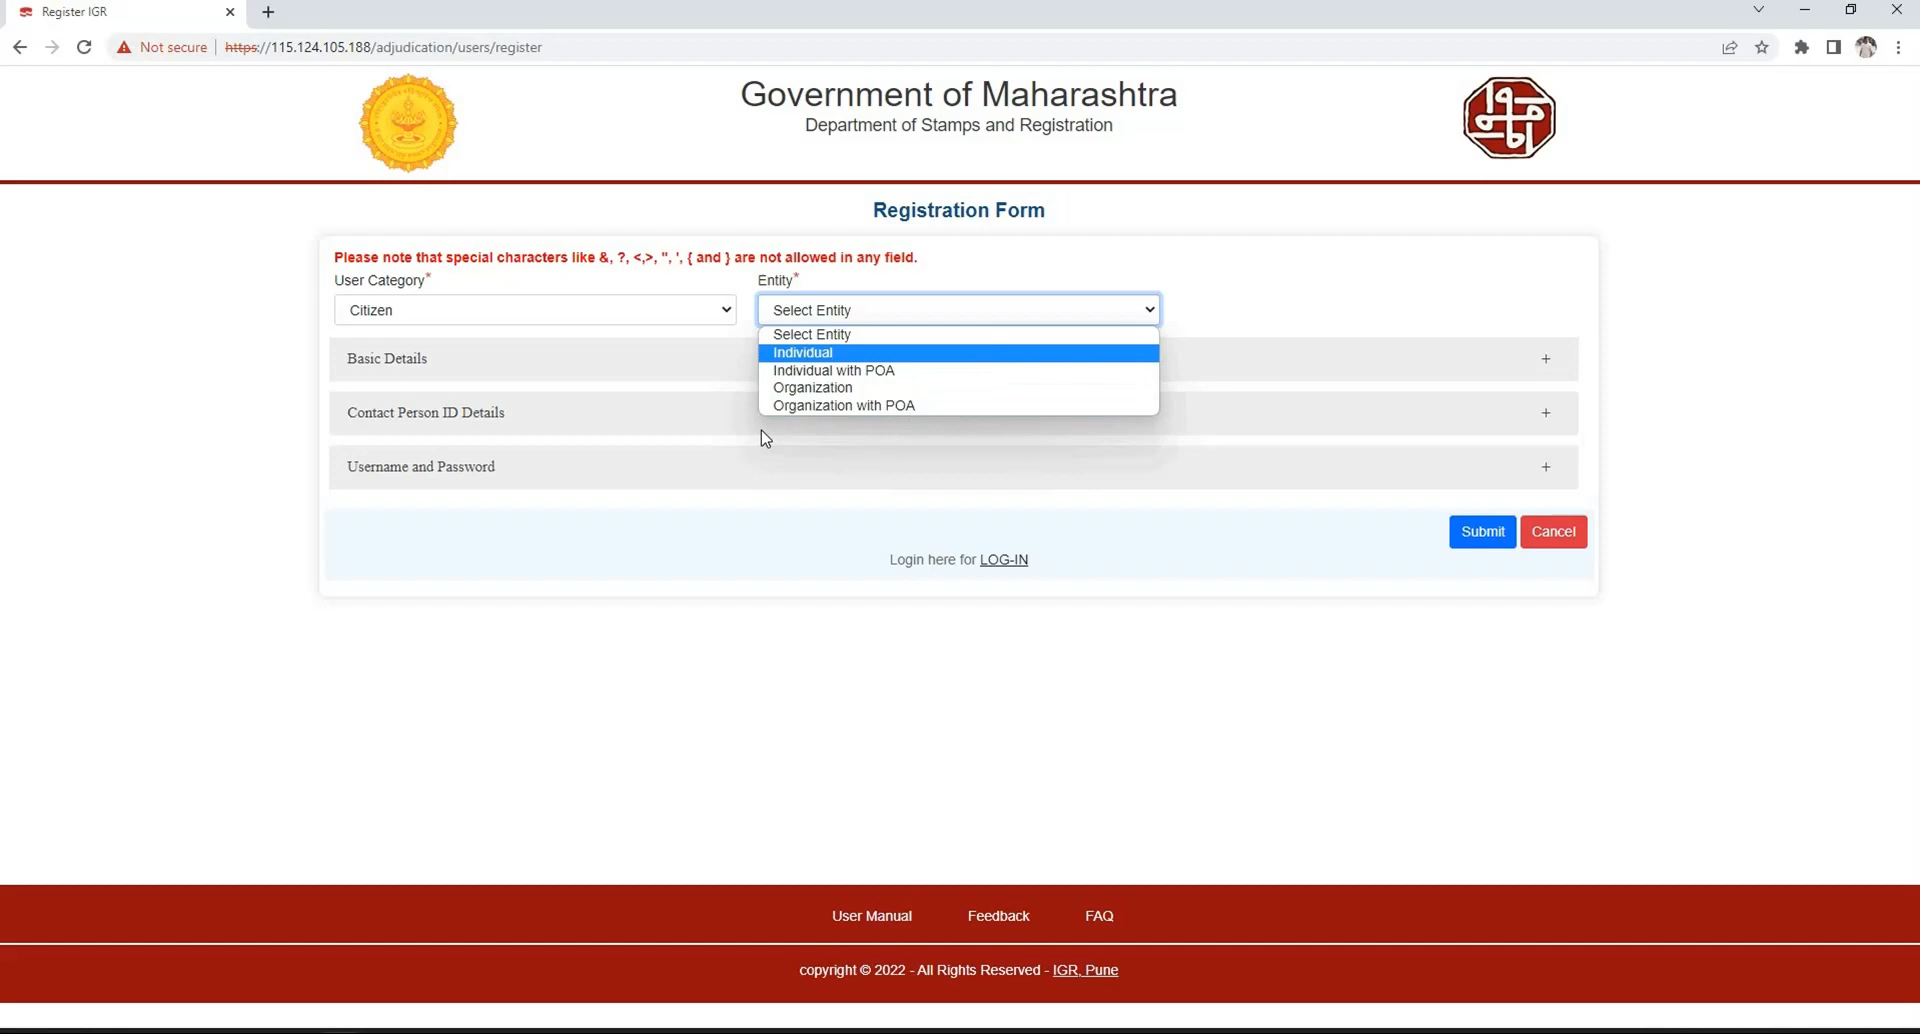 Register IGR
Not secure https://115.124.105.188/adjudication/users/register
Government of Maharashtra
Department of Stamps and Registration
Registration Form
Please note that special characters like &, ?, <,>, ", ', { and } are not allowed in any field.
User Category* Entity*
Citizen Select Entity
Select Entity
Individual
Individual with POA
Organization
Organization with POA
Basic Details +
Contact Person ID Details +
Username and Password +
Submit Cancel
Login here for LOG-IN
User Manual Feedback FAQ
copyright © 2022 - All Rights Reserved - IGR, Pune